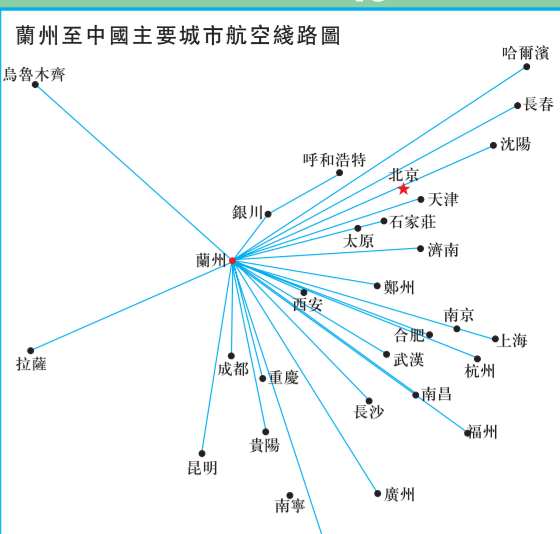 蘭州至中國主要城市航空綫路圖
哈爾濱
烏魯木齊
長春
沈陽
呼和浩特
北京
天津
銀川
石家莊
太原
濟南
蘭州
鄭州
西安
南京
合肥
上海
武漢
杭州
拉薩
成都
重慶
南昌
長沙
福州
貴陽
昆明
廣州
南寧